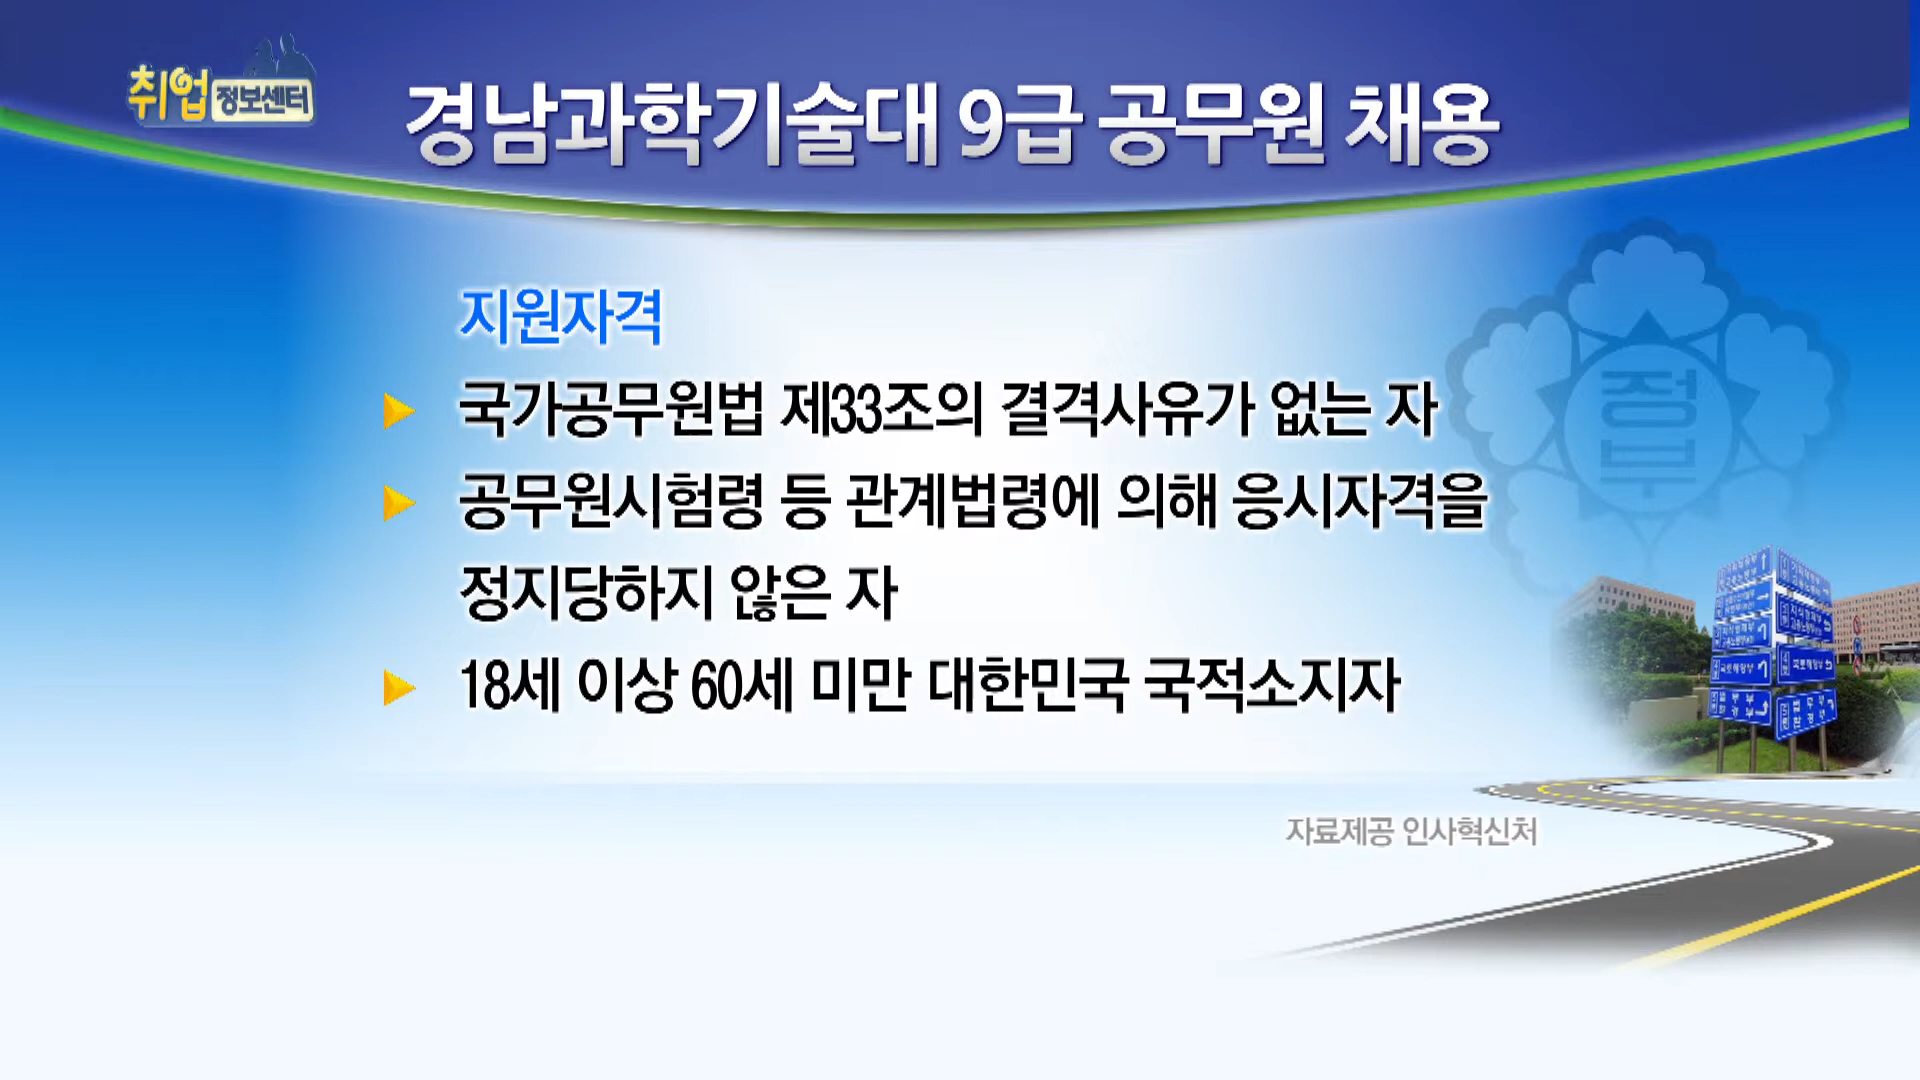 취업
정보센터
경남과학기술대 9급 공무원 채용
지원자격
국가공무원법 제33조의 결격사유가 없는 자
공무원시험령 등 관계법령에 의해 응시자격을
정지당하지 않은 자
18세 이상 60세 미만 대한민국 국적소지자
정부
자료제공 인사혁신처